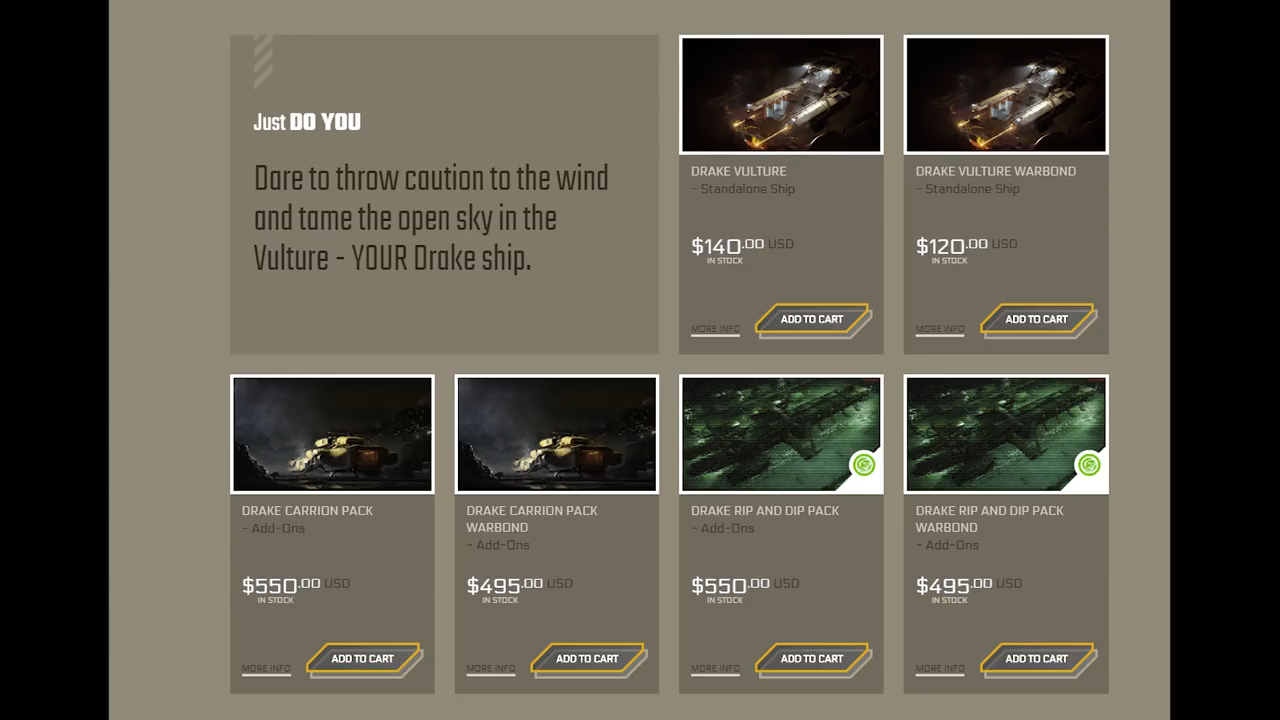 Just DO YOU
Dare to throw caution to the wind
and tame the open sky in the
Vulture - YOUR Drake ship.
DRAKE VULTURE
- Standalone Ship
$140.00 USD
IN STOCK
MORE INFO
ADD TO CART
DRAKE VULTURE WARBOND
- Standalone Ship
$120.00 USD
IN STOCK
MORE INFO
ADD TO CART
DRAKE CARRION PACK
- Add-Ons
$550.00 USD
IN STOCK
MORE INFO
ADD TO CART
DRAKE CARRION PACK
WARBOND
- Add-Ons
$495.00 USD
IN STOCK
MORE INFO
ADD TO CART
DRAKE RIP AND DIP PACK
- Add-Ons
$550.00 USD
IN STOCK
MORE INFO
ADD TO CART
DRAKE RIP AND DIP PACK
WARBOND
- Add-Ons
$495.00 USD
IN STOCK
MORE INFO
ADD TO CART